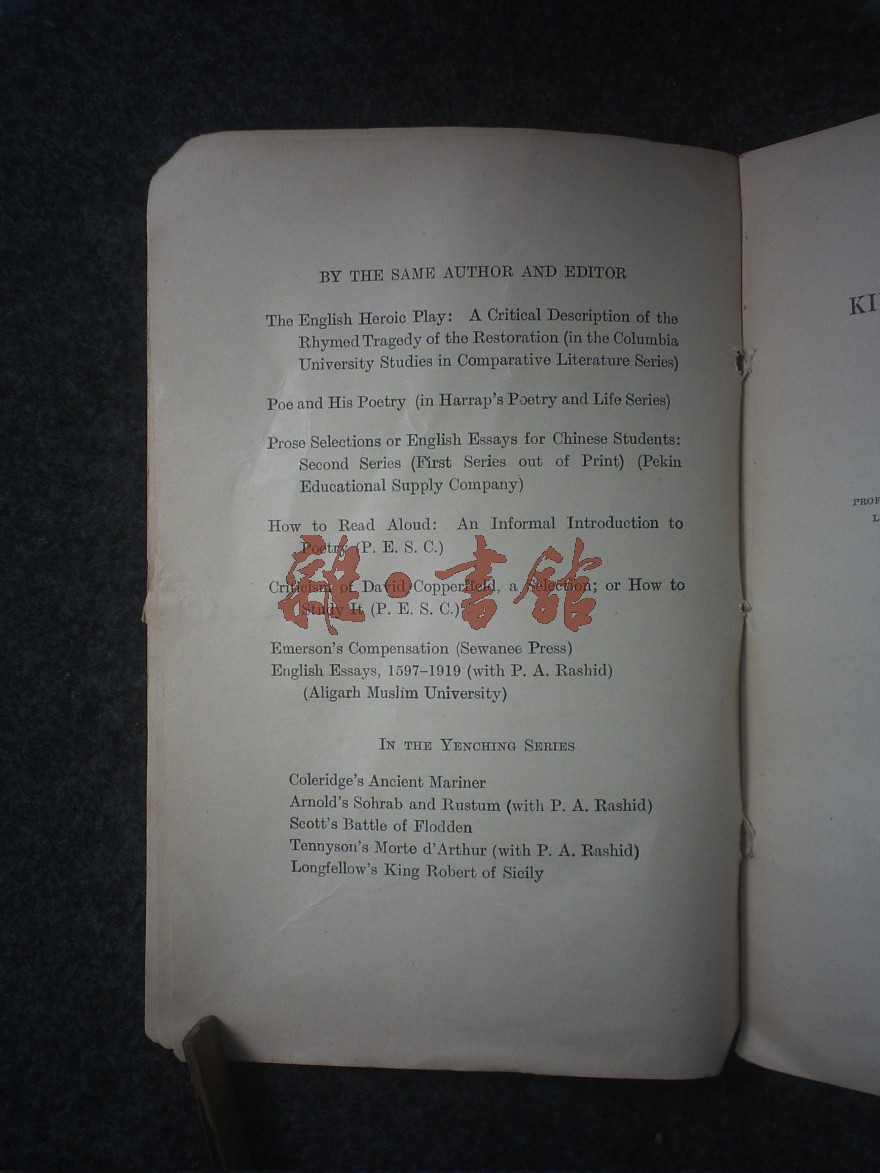 BY THE SAME AUTHOR AND EDITOR
The English Heroic Play: A Critical Description of the
Rhymed Tragedy of the Restoration (in the Columbia
University Studies in Comparative Literature Series)
Poe and His Poetry (in Harrap's Poetry and Life Series)
Prose Selections or English Essays for Chinese Students:
Second Series (First Series out of Print) (Pekin
Educational Supply Company)
How to Read Aloud: An Informal Introduction to
Poetry (P. E. S. C.)
Criticism of David Copperfield, a Selection; or How to
Study It (P. E. S. C.)
雜·書館
Emerson's Compensation (Sewanee Press)
English Essays, 1597–1919 (with P. A. Rashid)
(Aligarh Muslim University)
IN THE YENCHING SERIES
Coleridge's Ancient Mariner
Arnold's Sohrab and Rustum (with P. A. Rashid)
Scott's Battle of Flodden
Tennyson's Morte d'Arthur (with P. A. Rashid)
Longfellow's King Robert of Sicily
KI
PROF
L